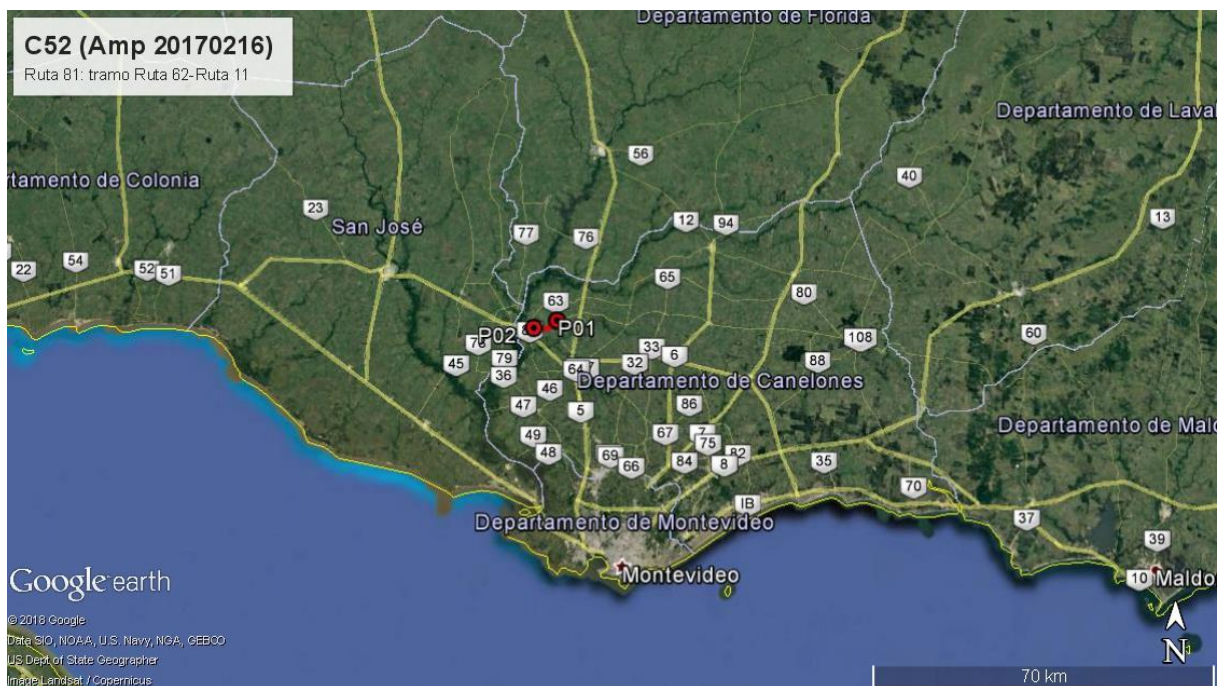 C52 (Amp 20170216)
Ruta 81: tramo Ruta 62-Ruta 11
Departamento de Florida
Departamento de Laval
56
40
rtamento de Colonia
23
San José
12
94
13
77
76
22
54
52
51
65
80
63
P02
P01
60
45
79
36
64
33
32
6
108
88
Departamento de Canelones
46
47
5
86
Departamento de Mald
49
48
67
7
75
69
66
84
8
82
35
70
IB
Departamento de Montevideo
37
39
Montevideo
10
Maldo
Google earth
© 2018 Google
Data SIO, NOAA, U.S. Navy, NGA, GEBCO
US Dept of State Geographer
Image Landsat / Copernicus
N
70 km